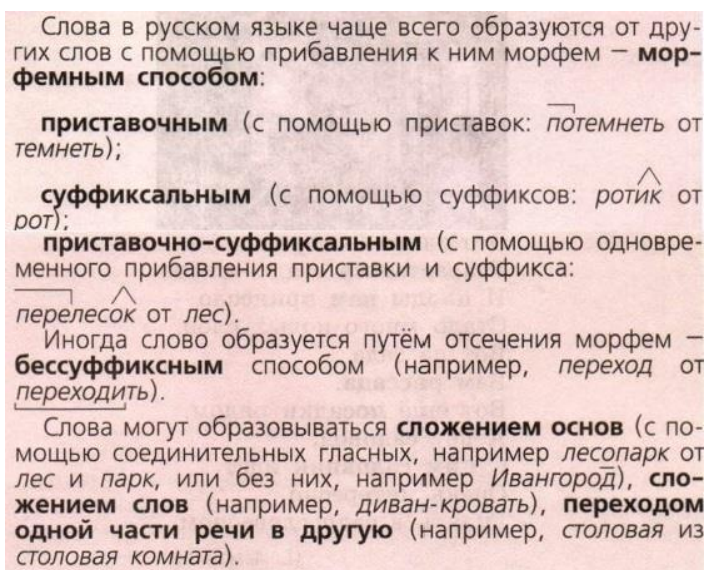 Слова в русском языке чаще всего образуются от дру-
гих слов с помощью прибавления к ним морфем — мор-
фемным способом:
приставочным (с помощью приставок: потемнеть от
темнеть);
суффиксальным (с помощью суффиксов: ротик от
рот);
приставочно-суффиксальным (с помощью одновре-
менного прибавления приставки и суффикса:
перелесок от лес).
Иногда слово образуется путём отсечения морфем —
бессуффиксным способом (например, переход от
переходить).
Слова могут образовываться сложением основ (с по-
мощью соединительных гласных, например лесопарк от
лес и парк, или без них, например Ивангород), сло-
жением слов (например, диван-кровать), переходом
одной части речи в другую (например, столовая из
столовая комната).